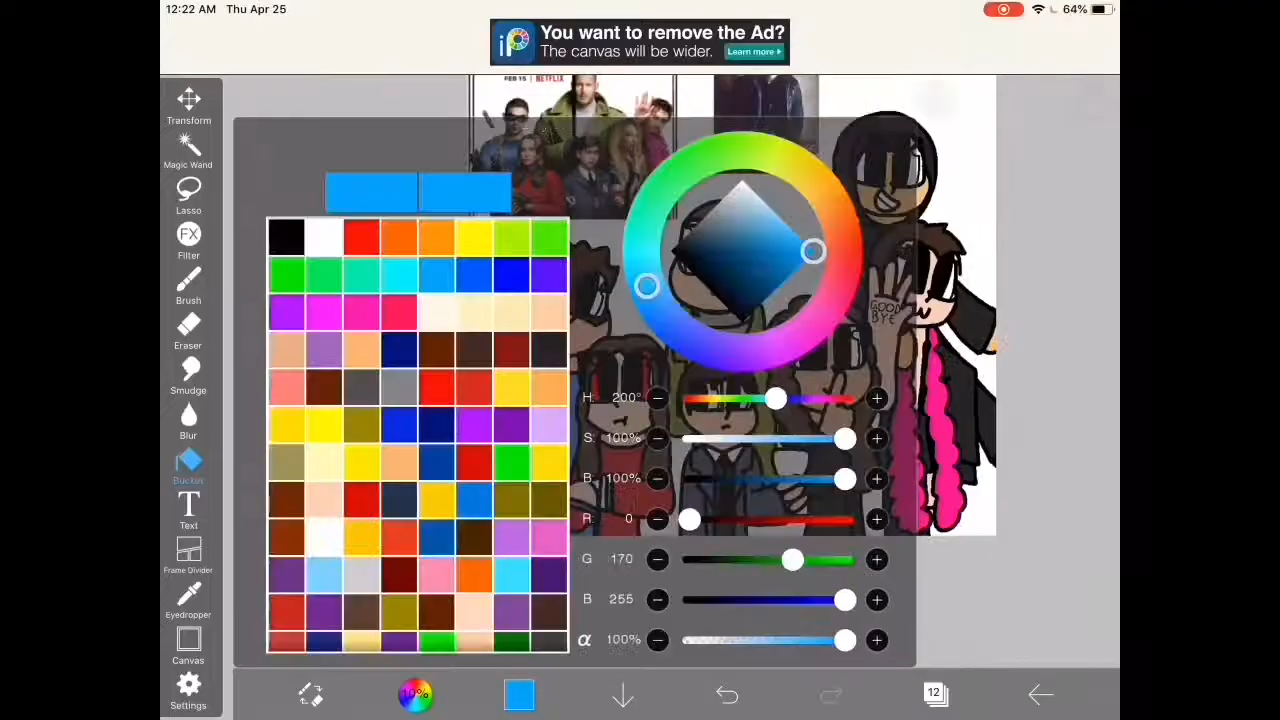 12:22 AM Thu Apr 25
64%
You want to remove the Ad?
The canvas will be wider.
Learn more
iP
FEB 15 | NETFLIX
Transform
Magic Wand
Lasso
FX
Filter
Brush
Eraser
Smudge
Blur
Bucket
T
Text
Frame Divider
Eyedropper
Canvas
Settings
GOOD
BYE
H: 200°
S: 100%
B: 100%
R: 0
G 170
B 255
α 100%
10%
12